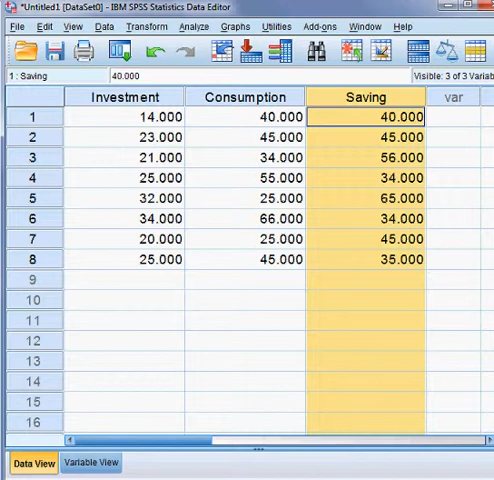 *Untitled1 [DataSet0] - IBM SPSS Statistics Data Editor
File Edit View Data Transform Analyze Graphs Utilities Add-ons Window Help
1 : Saving 40.000 Visible: 3 of 3 Variab
Investment Consumption Saving var
1 14.000 40.000 40.000
2 23.000 45.000 45.000
3 21.000 34.000 56.000
4 25.000 55.000 34.000
5 32.000 25.000 65.000
6 34.000 66.000 34.000
7 20.000 25.000 45.000
8 25.000 45.000 35.000
9
10
11
12
13
14
15
16
Data View Variable View